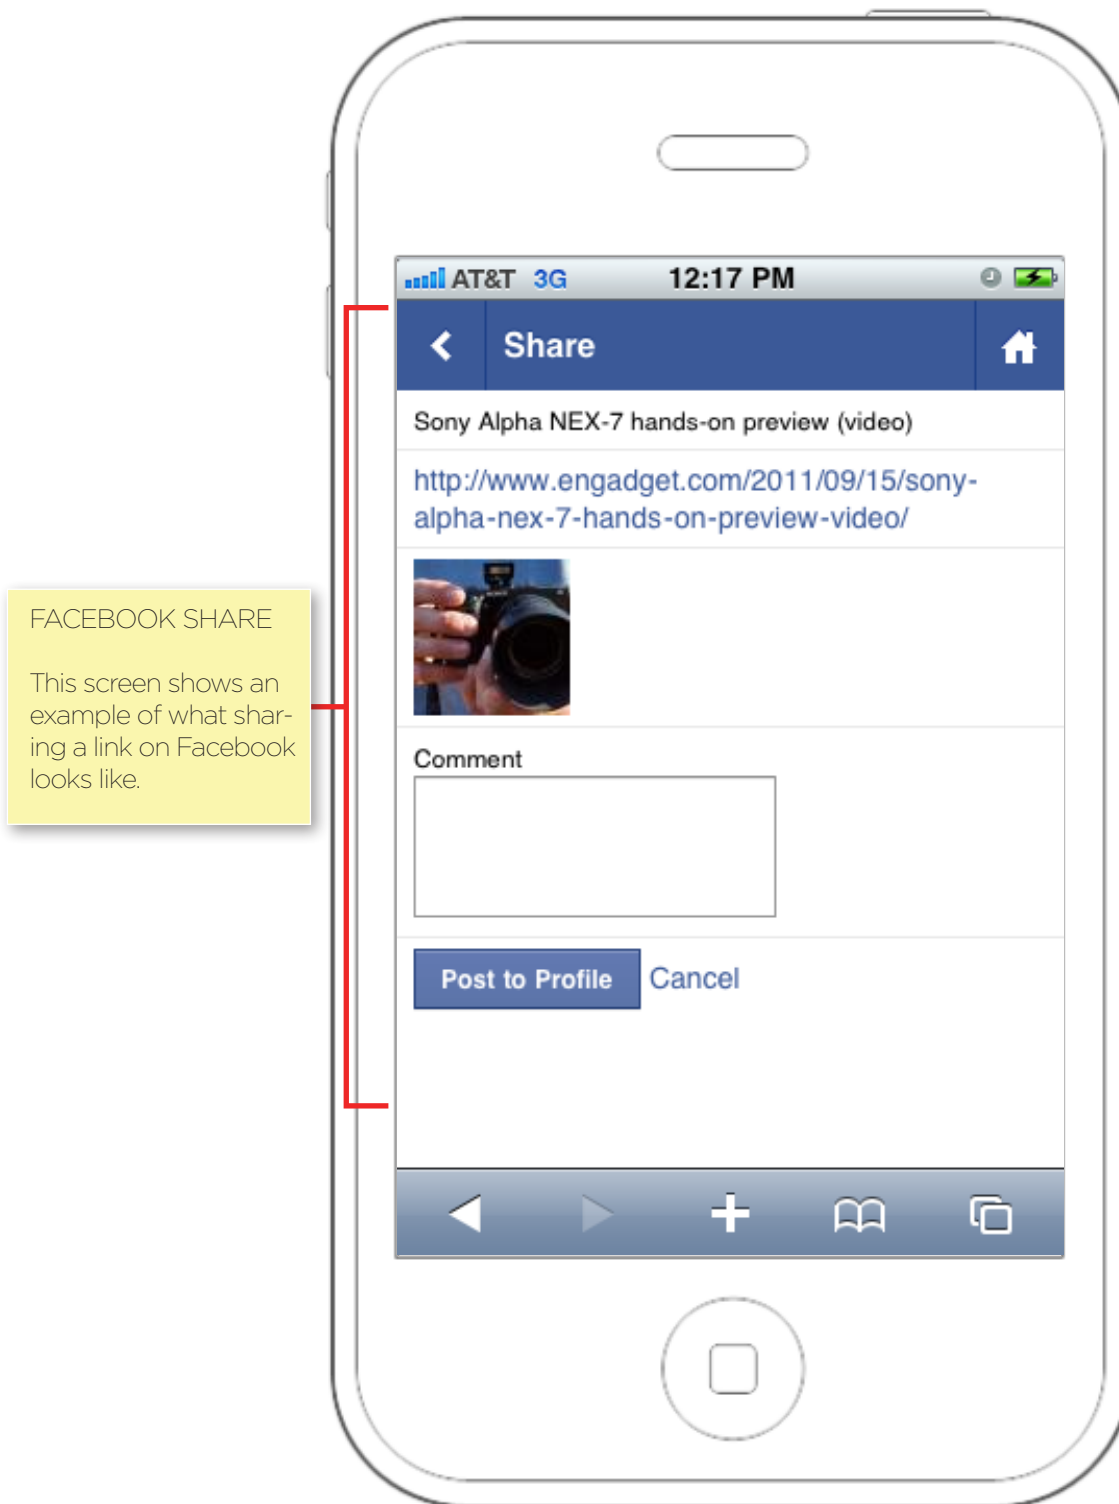 AT&T 3G 12:17 PM
Share
Sony Alpha NEX-7 hands-on preview (video)
http://www.engadget.com/2011/09/15/sony-
alpha-nex-7-hands-on-preview-video/
Comment
Post to Profile Cancel
FACEBOOK SHARE
This screen shows an
example of what shar-
ing a link on Facebook
looks like.